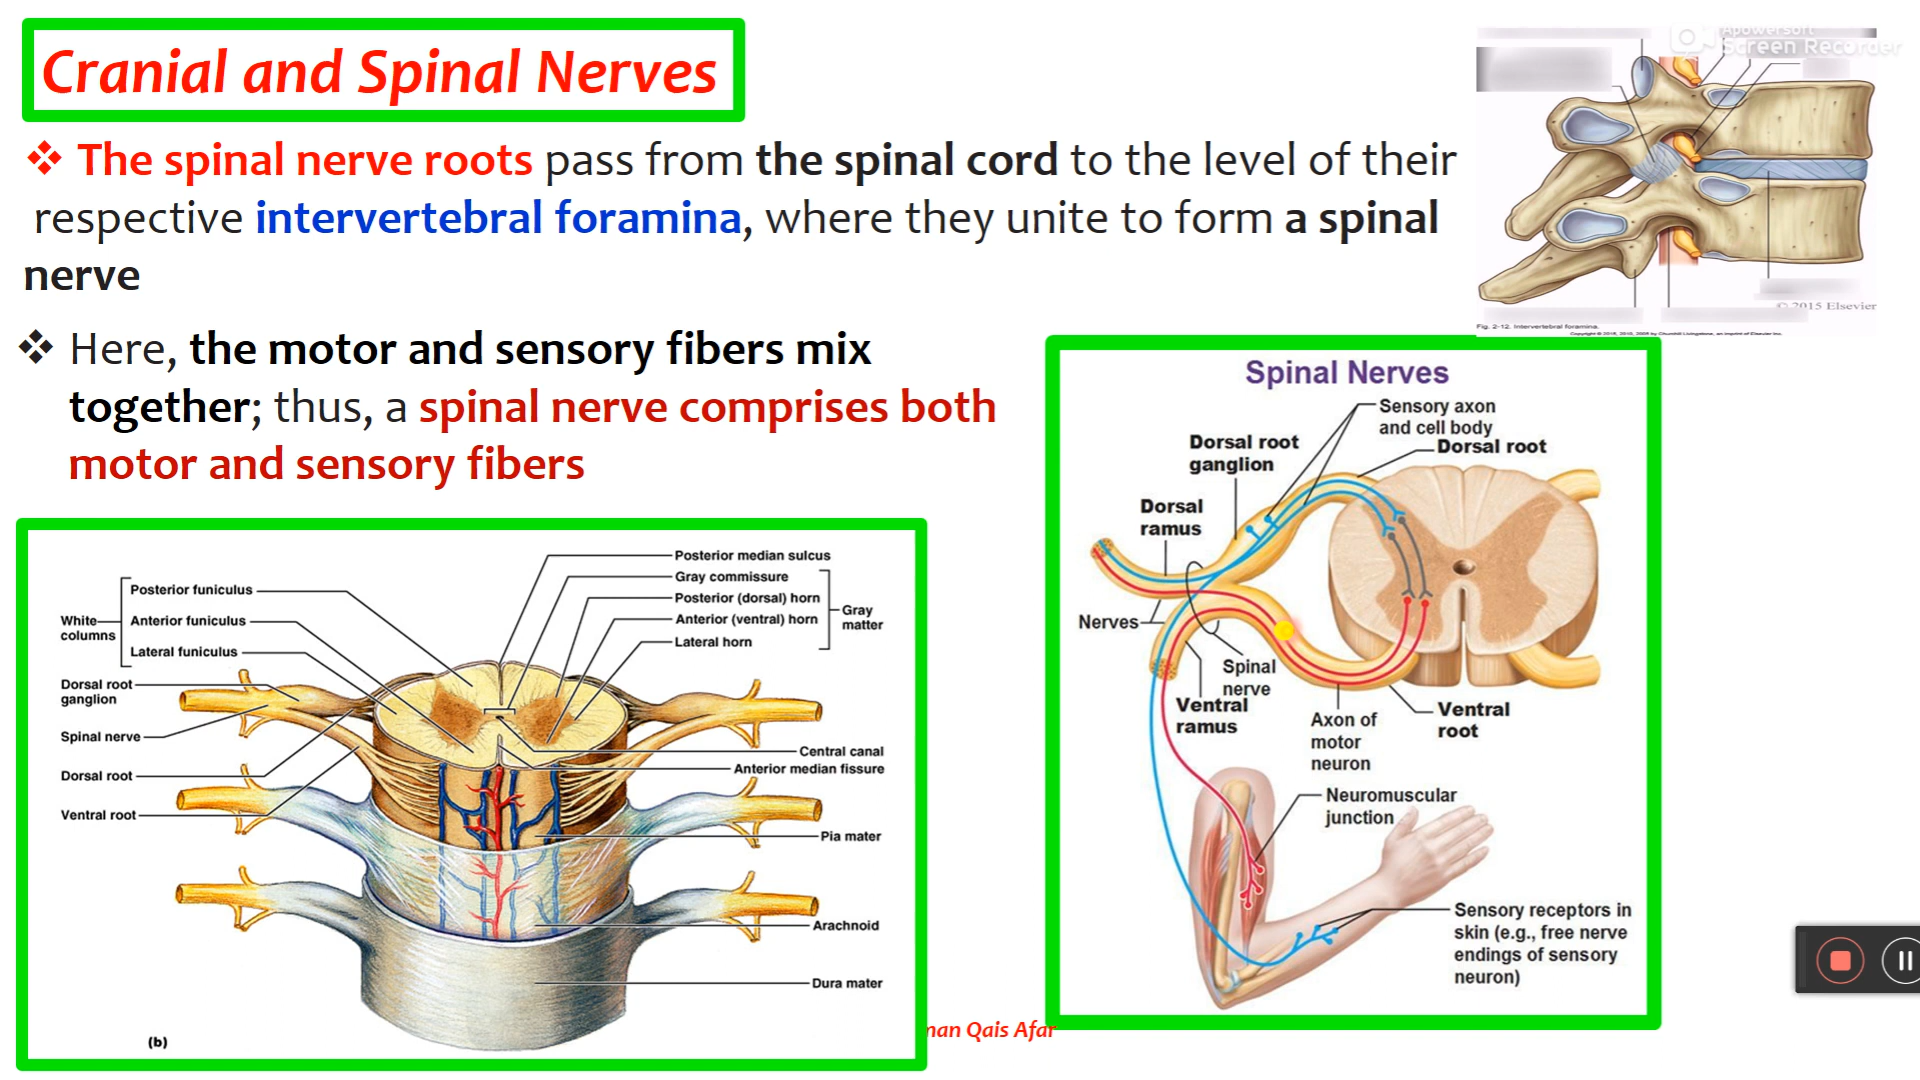 Cranial and Spinal Nerves
❖ The spinal nerve roots pass from the spinal cord to the level of their
respective intervertebral foramina, where they unite to form a spinal
nerve
❖ Here, the motor and sensory fibers mix
together; thus, a spinal nerve comprises both
motor and sensory fibers
Apowersoft
Screen Recorder
© 2015 Elsevier
Fig. 2-12. Intervertebral foramina.
Spinal Nerves
Sensory axon
and cell body
Dorsal root
ganglion
Dorsal root
Dorsal
ramus
Nerves
Spinal
nerve
Ventral
ramus
Axon of
motor
neuron
Ventral
root
Neuromuscular
junction
Sensory receptors in
skin (e.g., free nerve
endings of sensory
neuron)
Posterior median sulcus
Gray commissure
Posterior (dorsal) horn
Anterior (ventral) horn
Lateral horn
Gray
matter
White
columns
Posterior funiculus
Anterior funiculus
Lateral funiculus
Dorsal root
ganglion
Spinal nerve
Dorsal root
Ventral root
Central canal
Anterior median fissure
Pia mater
Arachnoid
Dura mater
(b)
Qais Afar